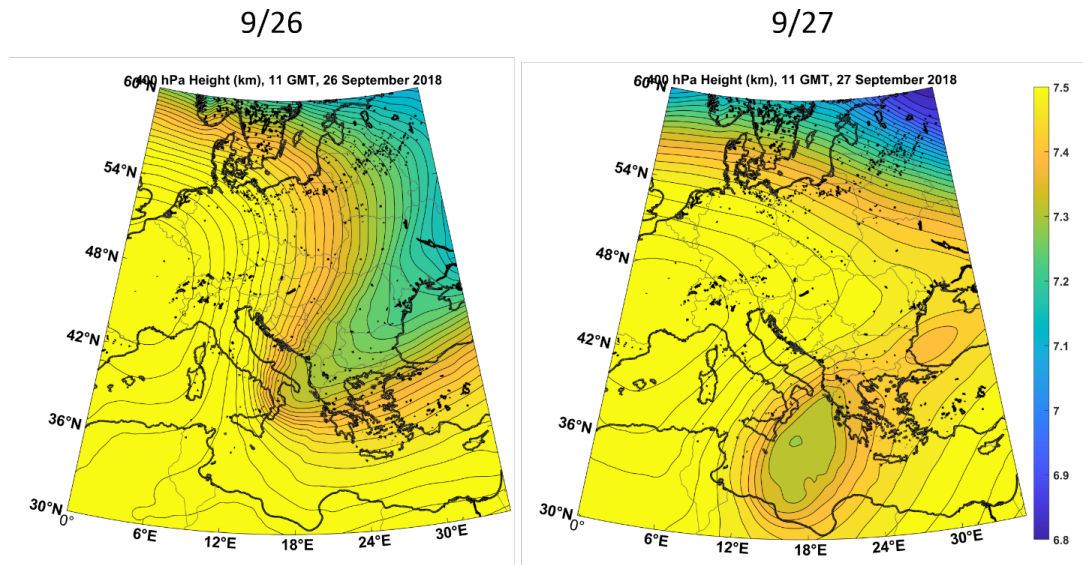 9/26
400 hPa Height (km), 11 GMT, 26 September 2018
60°N
54°N
48°N
42°N
36°N
30°N
0°
6°E
12°E
18°E
24°E
30°E
9/27
400 hPa Height (km), 11 GMT, 27 September 2018
60°N
54°N
48°N
42°N
36°N
30°N
0°
6°E
12°E
18°E
24°E
30°E
7.5
7.4
7.3
7.2
7.1
7
6.9
6.8